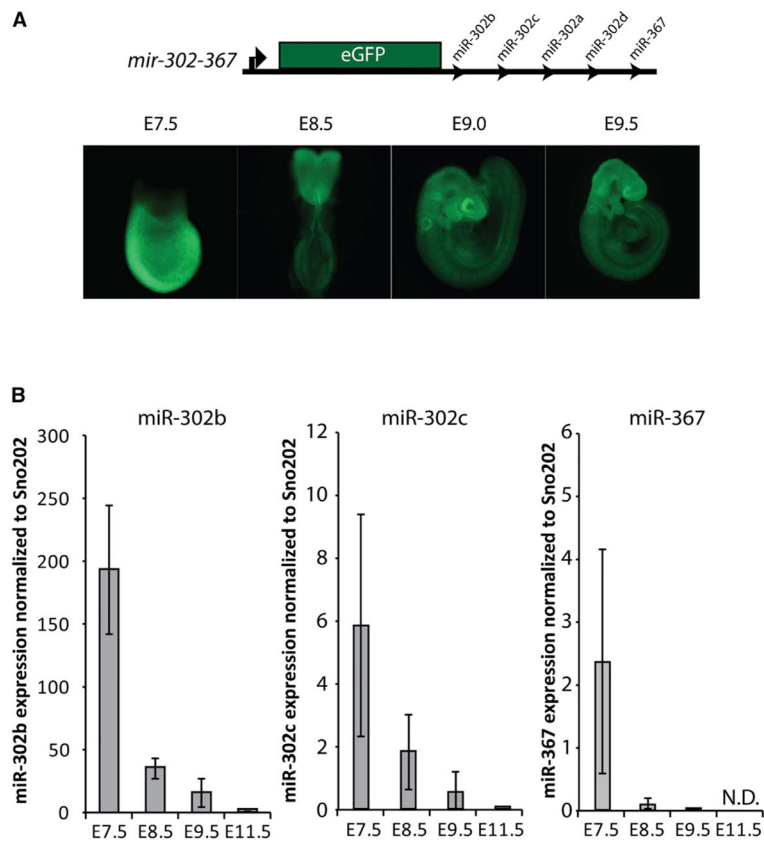 A
mir-302-367
eGFP
miR-302b
miR-302c
miR-302a
miR-302d
miR-367
E7.5 E8.5 E9.0 E9.5
B
miR-302b
miR-302b expression normalized to Sno202
300
250
200
150
100
50
0
E7.5 E8.5 E9.5 E11.5
miR-302c
miR-302c expression normalized to Sno202
12
10
8
6
4
2
0
E7.5 E8.5 E9.5 E11.5
miR-367
miR-367 expression normalized to Sno202
6
5
4
3
2
1
0
N.D.
E7.5 E8.5 E9.5 E11.5